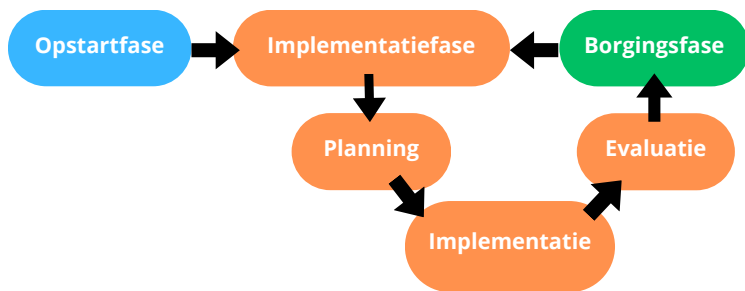 Opstartfase
Implementatiefase
Borgingsfase
Planning
Evaluatie
Implementatie